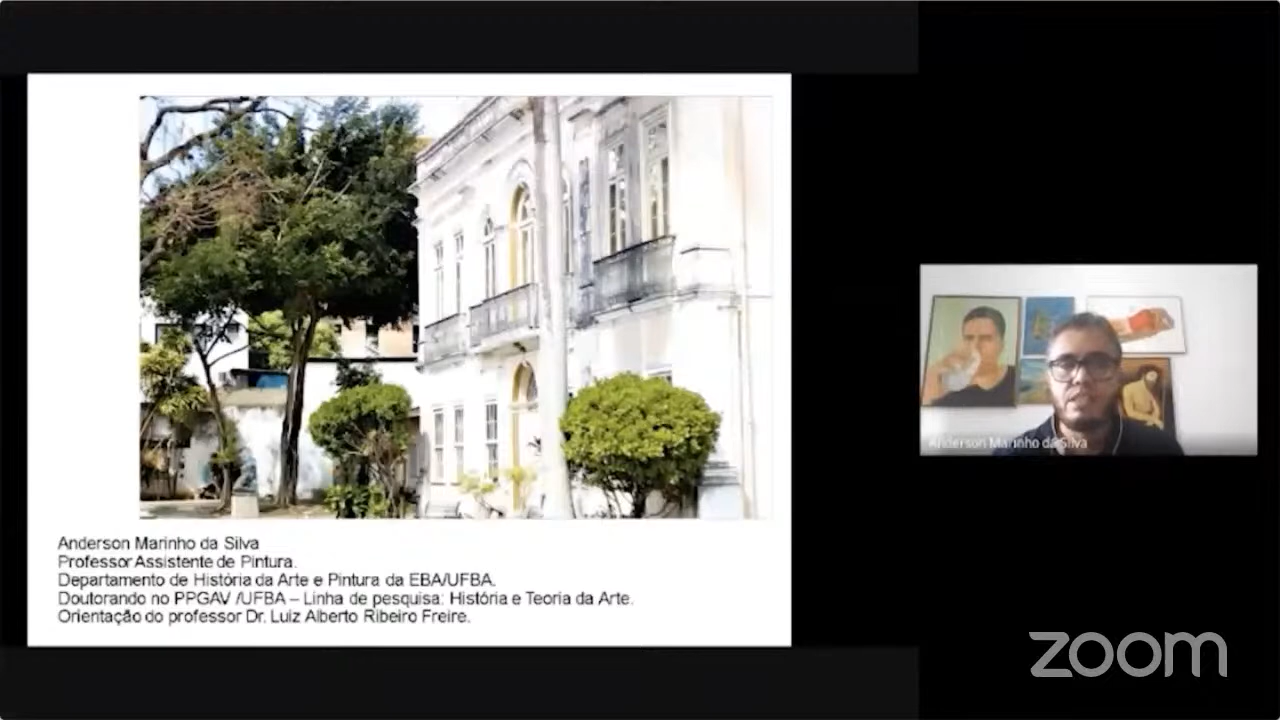 Anderson Marinho da Silva
Professor Assistente de Pintura.
Departamento de História da Arte e Pintura da EBA/UFBA.
Doutorando no PPGAV /UFBA – Linha de pesquisa: História e Teoria da Arte.
Orientação do professor Dr. Luiz Alberto Ribeiro Freire.
Anderson Marinho da Silva
zoom